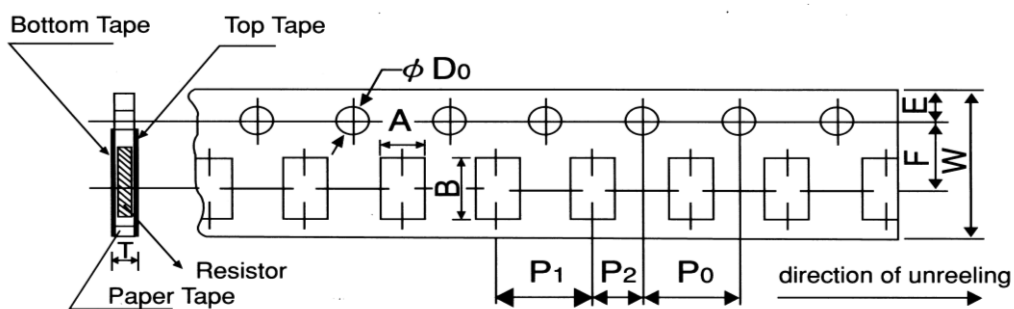 Bottom Tape
Top Tape
φ D0
A
B
E
F
W
T
Resistor
Paper Tape
P1
P2
P0
direction of unreeling